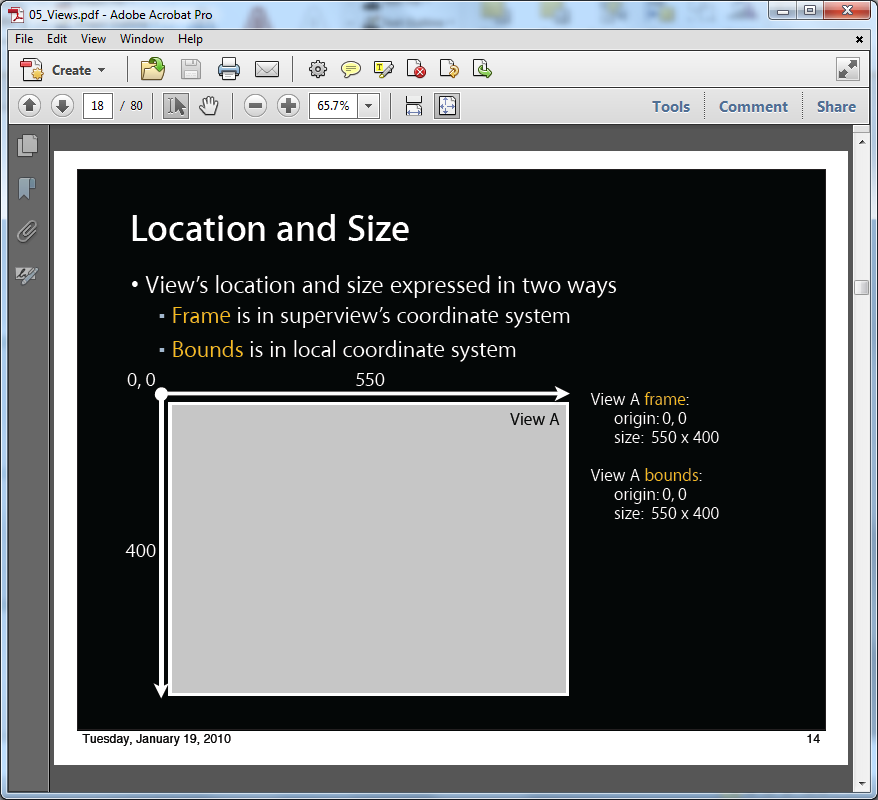 05_Views.pdf - Adobe Acrobat Pro
File Edit View Window Help
Create
18 / 80 65.7% Tools Comment Share
Location and Size
• View's location and size expressed in two ways
▪ Frame is in superview's coordinate system
▪ Bounds is in local coordinate system
0, 0 550
View A
400
View A frame:
origin: 0, 0
size: 550 x 400
View A bounds:
origin: 0, 0
size: 550 x 400
Tuesday, January 19, 2010 14